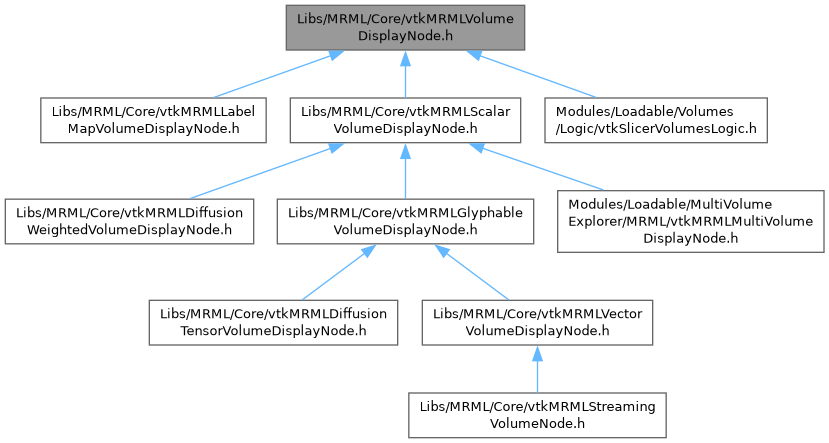 Libs/MRML/Core/vtkMRMLVolume
DisplayNode.h
Libs/MRML/Core/vtkMRMLLabel
MapVolumeDisplayNode.h
Libs/MRML/Core/vtkMRMLScalar
VolumeDisplayNode.h
Modules/Loadable/Volumes
/Logic/vtkSlicerVolumesLogic.h
Libs/MRML/Core/vtkMRMLDiffusion
WeightedVolumeDisplayNode.h
Libs/MRML/Core/vtkMRMLGlyphable
VolumeDisplayNode.h
Modules/Loadable/MultiVolume
Explorer/MRML/vtkMRMLMultiVolume
DisplayNode.h
Libs/MRML/Core/vtkMRMLDiffusion
TensorVolumeDisplayNode.h
Libs/MRML/Core/vtkMRMLVector
VolumeDisplayNode.h
Libs/MRML/Core/vtkMRMLStreaming
VolumeNode.h